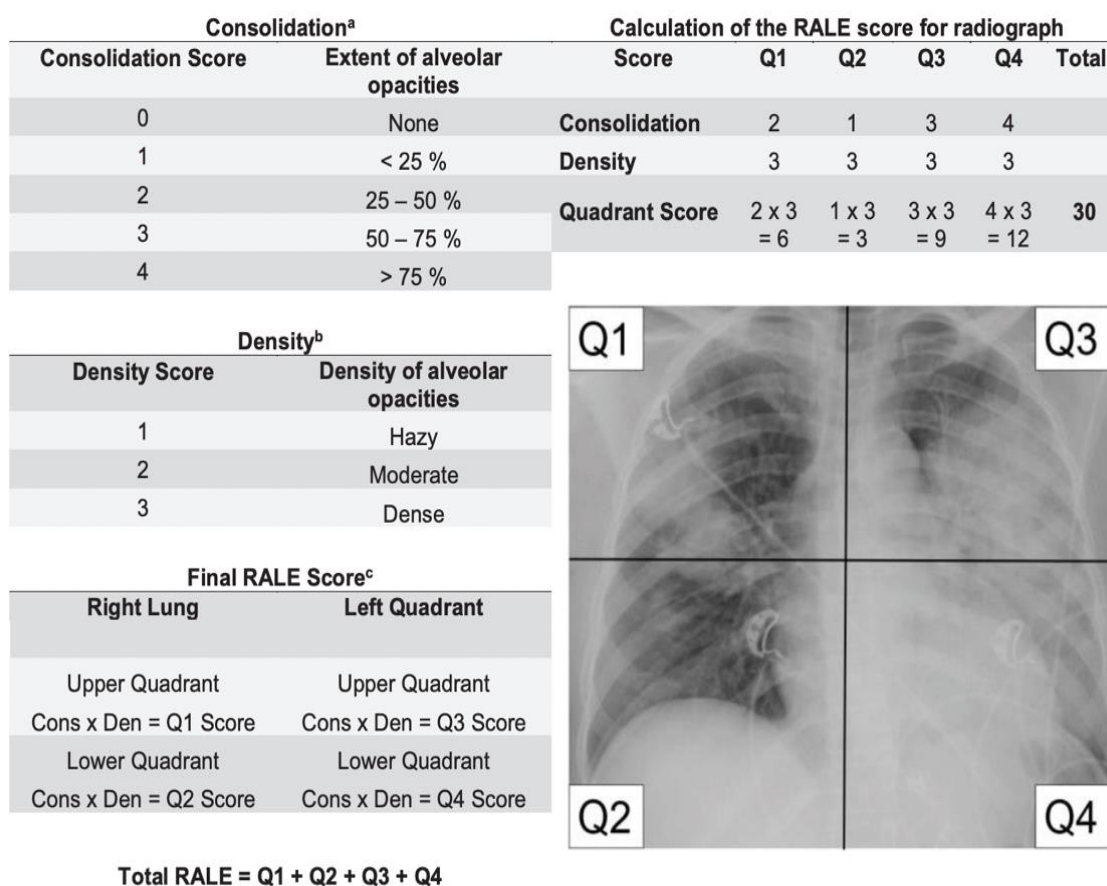 Consolidationᵃ
Consolidation Score Extent of alveolar
opacities
0 None
1 < 25 %
2 25 – 50 %
3 50 – 75 %
4 > 75 %
Densityᵇ
Density Score Density of alveolar
opacities
1 Hazy
2 Moderate
3 Dense
Final RALE Scoreᶜ
Right Lung Left Quadrant
Upper Quadrant Upper Quadrant
Cons x Den = Q1 Score Cons x Den = Q3 Score
Lower Quadrant Lower Quadrant
Cons x Den = Q2 Score Cons x Den = Q4 Score
Total RALE = Q1 + Q2 + Q3 + Q4
Calculation of the RALE score for radiograph
Score Q1 Q2 Q3 Q4 Total
Consolidation 2 1 3 4
Density 3 3 3 3
Quadrant Score 2 x 3 1 x 3 3 x 3 4 x 3 30
= 6 = 3 = 9 = 12
Q1 Q3
Q2 Q4